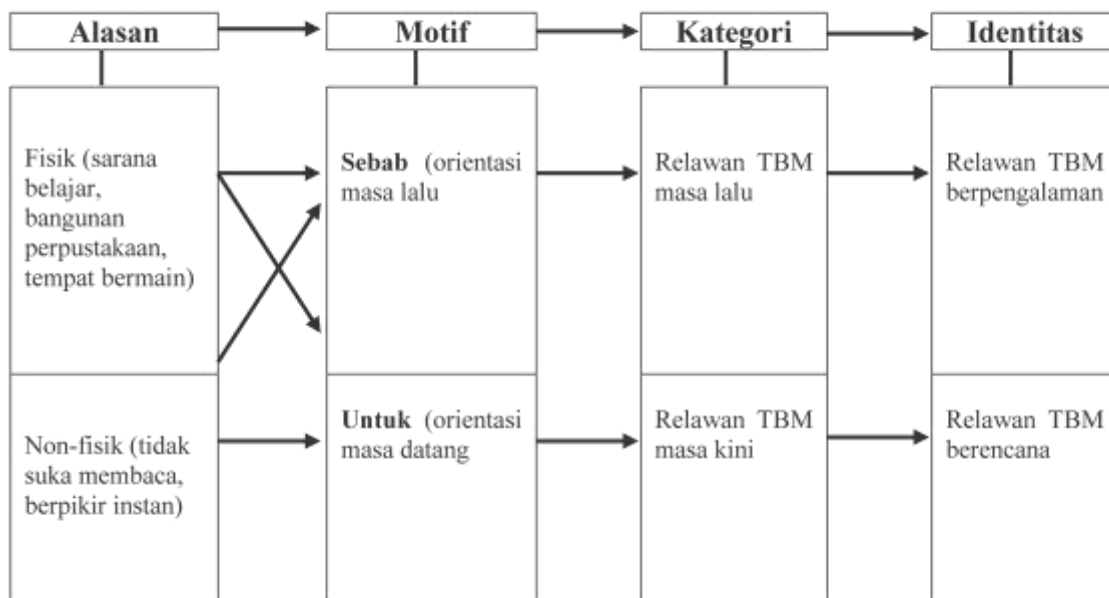 Alasan
Motif
Kategori
Identitas
Fisik (sarana
belajar,
bangunan
perpustakaan,
tempat bermain)
Sebab (orientasi
masa lalu
Relawan TBM
masa lalu
Relawan TBM
berpengalaman
Non-fisik (tidak
suka membaca,
berpikir instan)
Untuk (orientasi
masa datang
Relawan TBM
masa kini
Relawan TBM
berencana